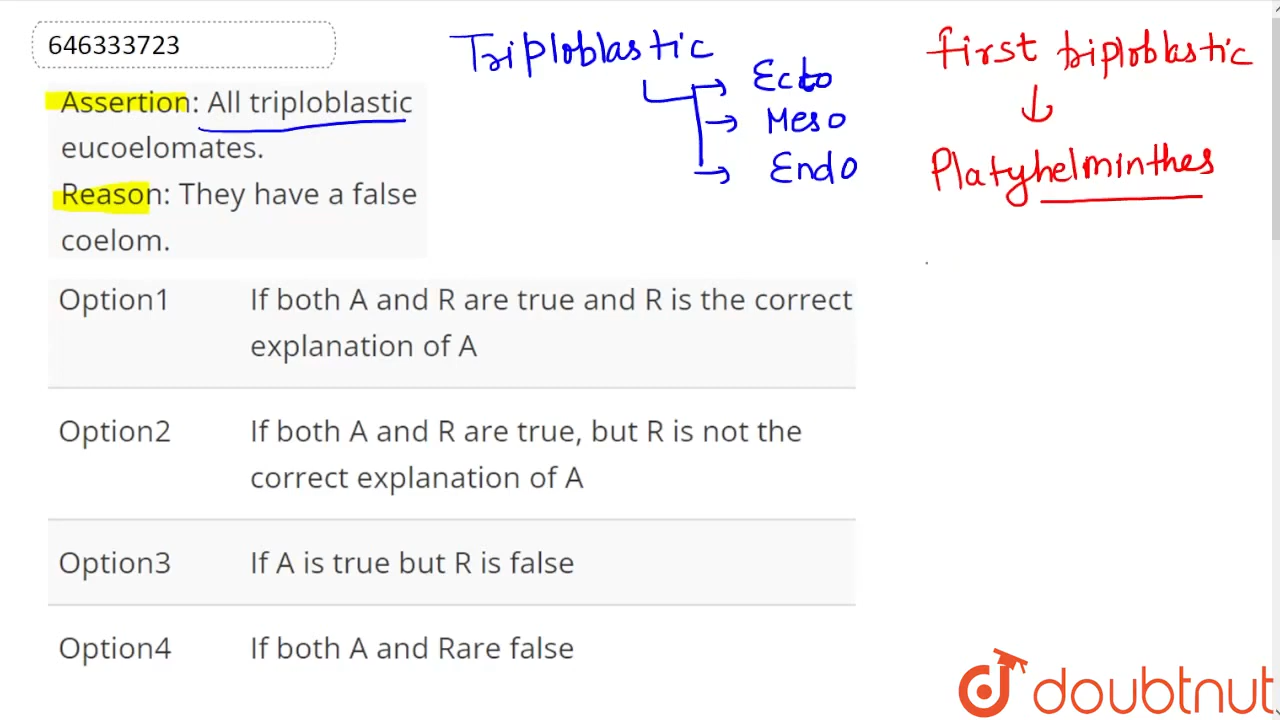 646333723
Assertion: All triploblastic
eucoelomates.
Reason: They have a false
coelom.
Triploblastic
Ecto
Meso
Endo
first triploblastic
Platyhelminthes
Option1 If both A and R are true and R is the correct
explanation of A
Option2 If both A and R are true, but R is not the
correct explanation of A
Option3 If A is true but R is false
Option4 If both A and Rare false
doubtnut